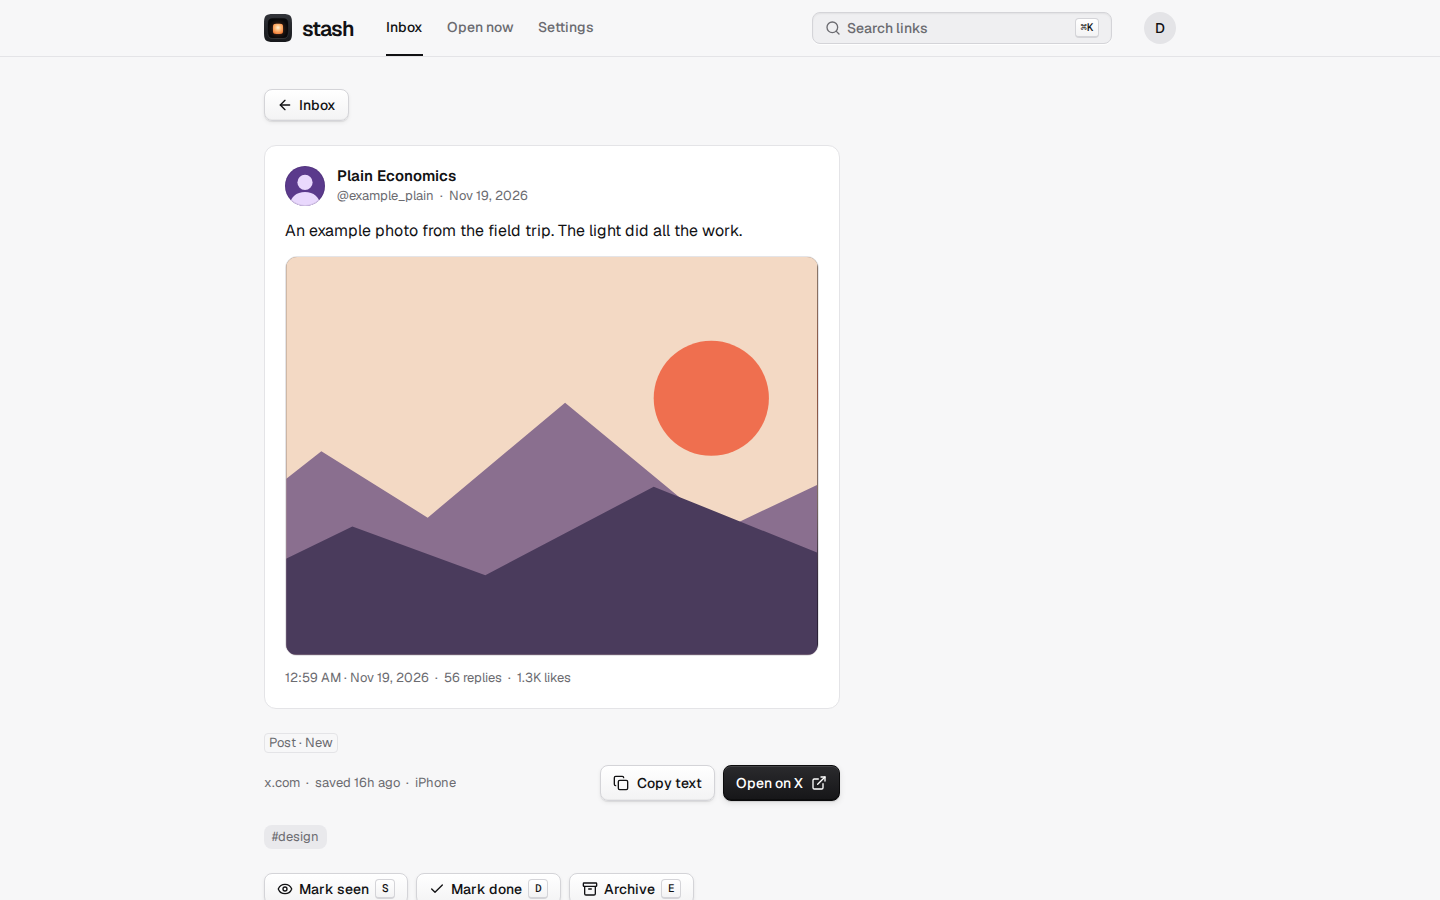 stash
Inbox
Open now
Settings
Search links
⌘K
D
Inbox
Plain Economics
@example_plain · Nov 19, 2026
An example photo from the field trip. The light did all the work.
12:59 AM · Nov 19, 2026 · 56 replies · 1.3K likes
Post · New
x.com · saved 16h ago · iPhone
Copy text
Open on X
#design
Mark seen S
Mark done D
Archive E